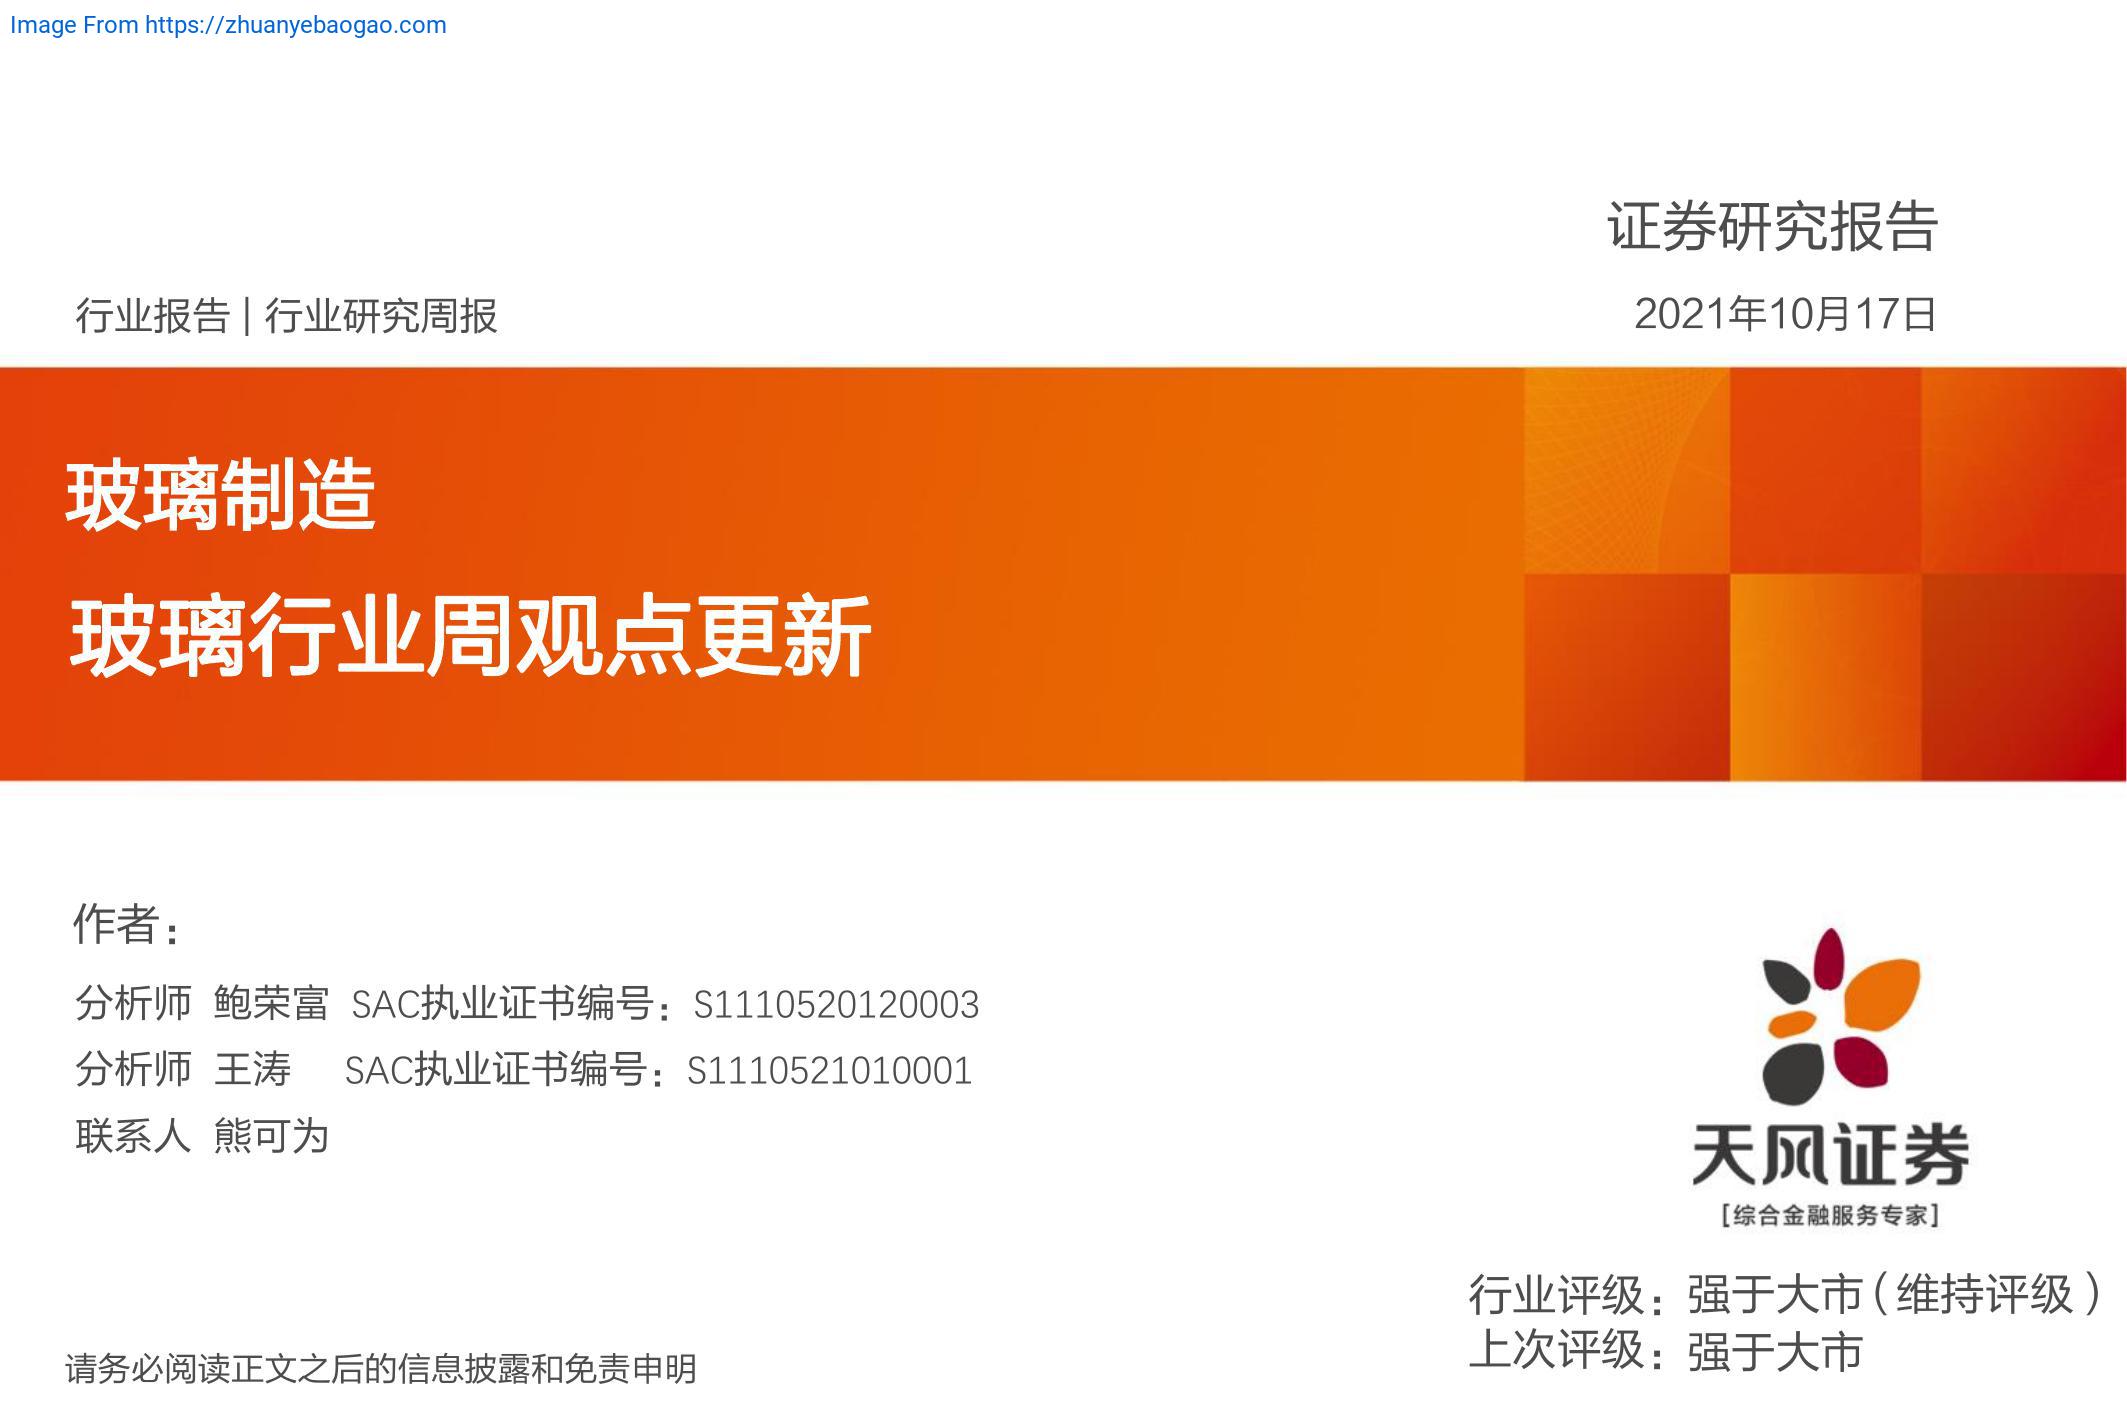 Image From https://zhuanyebaogao.com
证券研究报告
行业报告 | 行业研究周报
2021年10月17日
玻璃制造
玻璃行业周观点更新
作者：
分析师 鲍荣富 SAC执业证书编号：S1110520120003
分析师 王涛 SAC执业证书编号：S1110521010001
联系人 熊可为
天风证券
[综合金融服务专家]
行业评级：强于大市（维持评级）
上次评级：强于大市
请务必阅读正文之后的信息披露和免责申明